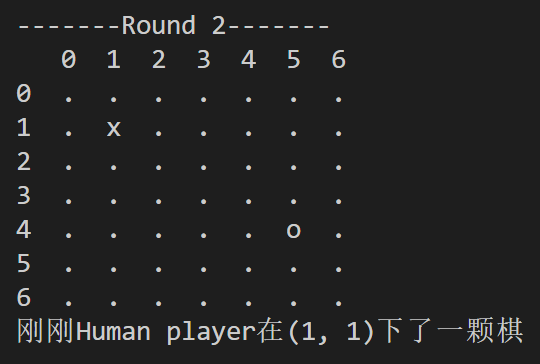 -------Round 2-------
0 1 2 3 4 5 6
0 . . . . . . .
1 . x . . . . .
2 . . . . . . .
3 . . . . . . .
4 . . . . . o .
5 . . . . . . .
6 . . . . . . .
刚刚Human player在(1, 1)下了一颗棋